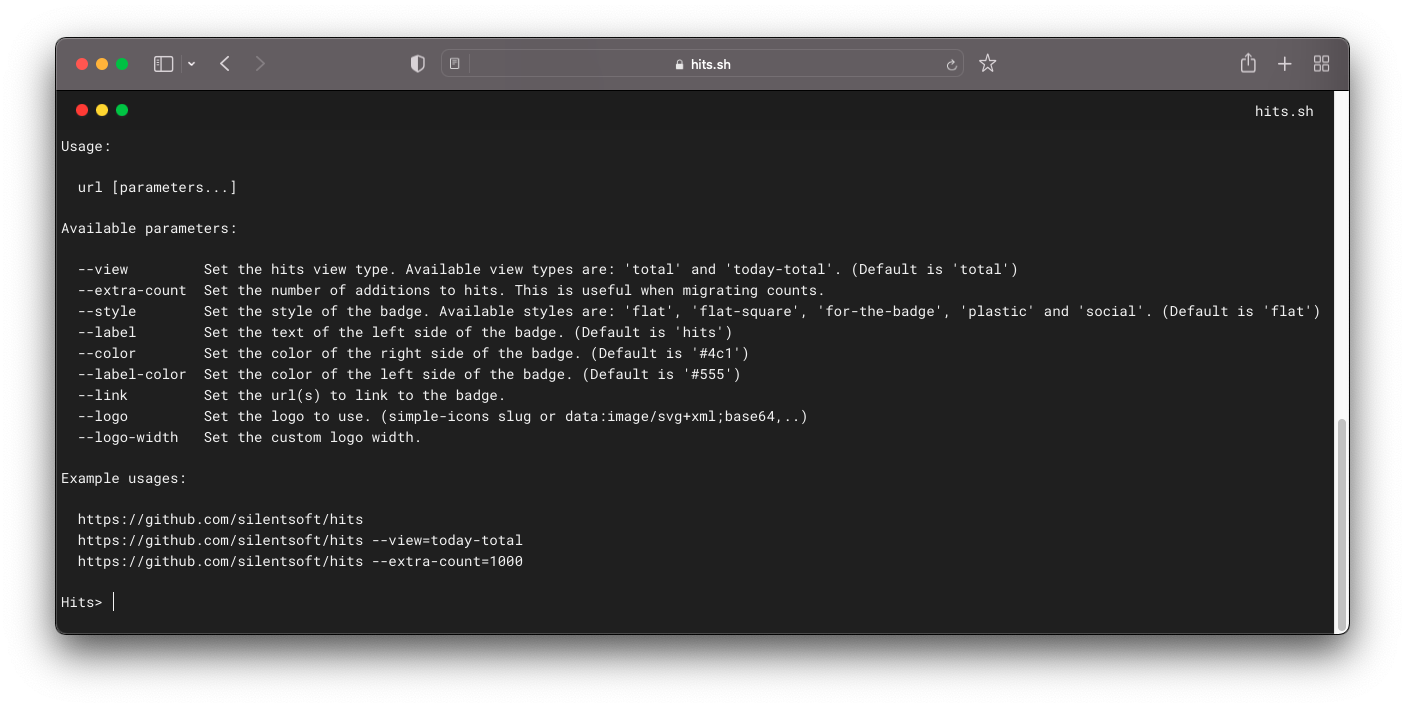 hits.sh
hits.sh
Usage:
url [parameters...]
Available parameters:
--view Set the hits view type. Available view types are: 'total' and 'today-total'. (Default is 'total')
--extra-count Set the number of additions to hits. This is useful when migrating counts.
--style Set the style of the badge. Available styles are: 'flat', 'flat-square', 'for-the-badge', 'plastic' and 'social'. (Default is 'flat')
--label Set the text of the left side of the badge. (Default is 'hits')
--color Set the color of the right side of the badge. (Default is '#4c1')
--label-color Set the color of the left side of the badge. (Default is '#555')
--link Set the url(s) to link to the badge.
--logo Set the logo to use. (simple-icons slug or data:image/svg+xml;base64,..)
--logo-width Set the custom logo width.
Example usages:
https://github.com/silentsoft/hits
https://github.com/silentsoft/hits --view=today-total
https://github.com/silentsoft/hits --extra-count=1000
Hits>